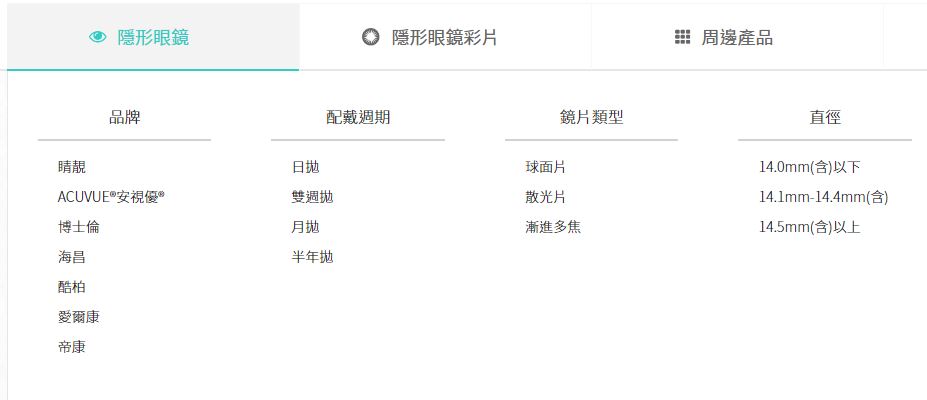 隱形眼鏡
隱形眼鏡彩片
周邊產品
品牌
睛靚
ACUVUE®安視優®
博士倫
海昌
酷柏
愛爾康
帝康
配戴週期
日拋
雙週拋
月拋
半年拋
鏡片類型
球面片
散光片
漸進多焦
直徑
14.0mm(含)以下
14.1mm-14.4mm(含)
14.5mm(含)以上